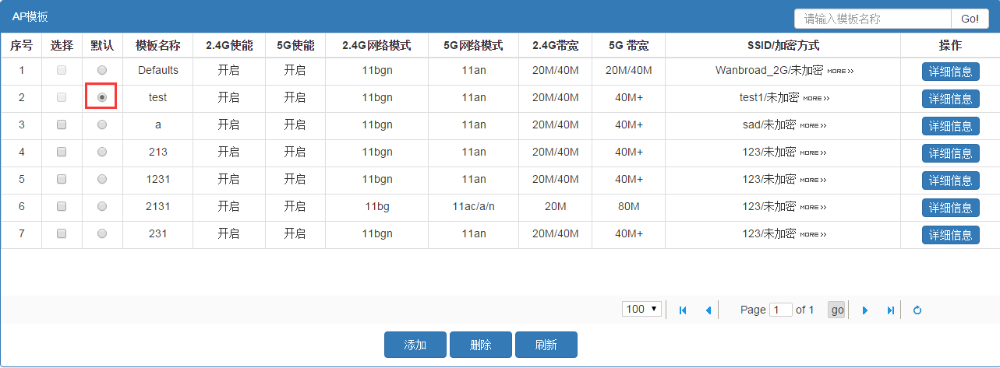 AP模板
请输入模板名称 Go!
序号 选择 默认 模板名称 2.4G使能 5G使能 2.4G网络模式 5G网络模式 2.4G带宽 5G 带宽 SSID/加密方式 操作
1 Defaults 开启 开启 11bgn 11an 20M/40M 20M/40M Wanbroad_2G/未加密 MORE >> 详细信息
2 test 开启 开启 11bgn 11an 20M/40M 40M+ test1/未加密 MORE >> 详细信息
3 a 开启 开启 11bgn 11an 20M/40M 40M+ sad/未加密 MORE >> 详细信息
4 213 开启 开启 11bgn 11an 20M/40M 40M+ 123/未加密 MORE >> 详细信息
5 1231 开启 开启 11bgn 11an 20M/40M 40M+ 123/未加密 MORE >> 详细信息
6 2131 开启 开启 11bg 11ac/a/n 20M 80M 123/未加密 MORE >> 详细信息
7 231 开启 开启 11bgn 11an 20M/40M 40M+ 123/未加密 MORE >> 详细信息
100 Page 1 of 1 go
添加 删除 刷新